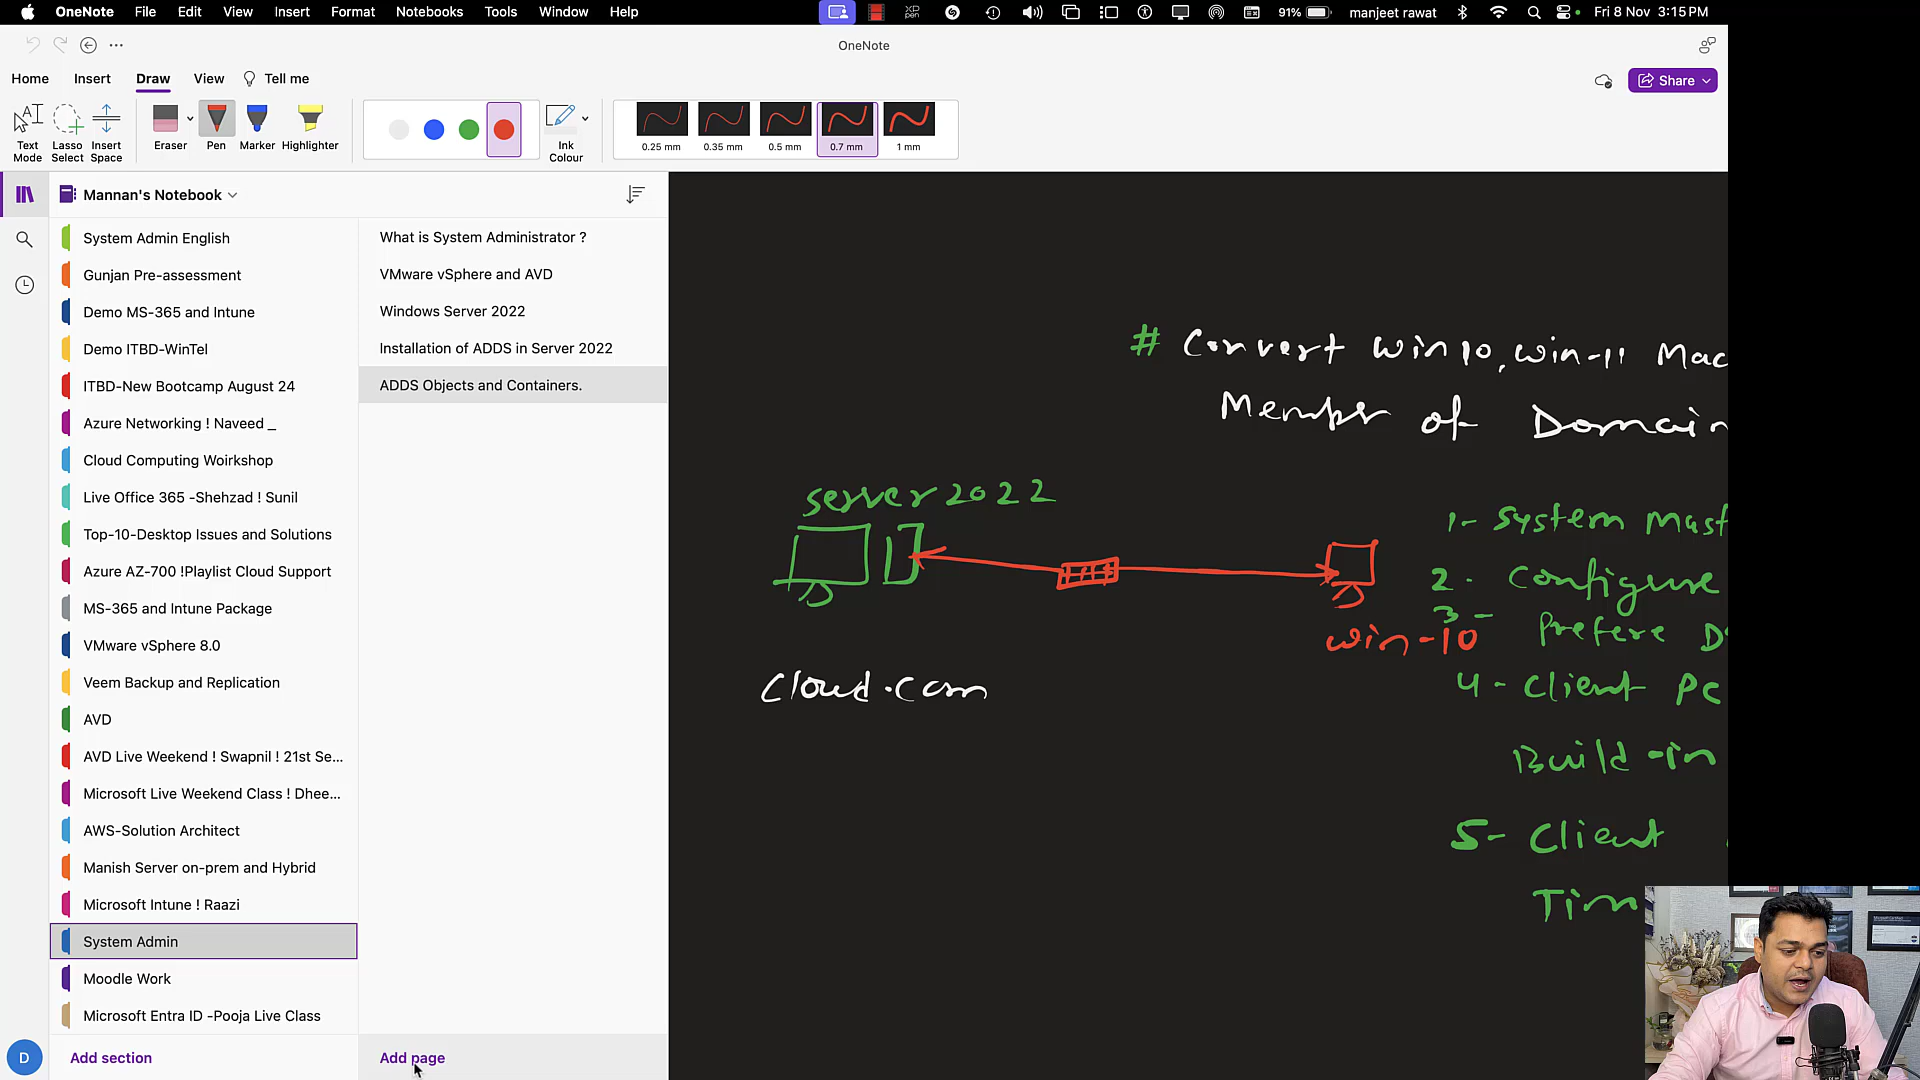 OneNote File Edit View Insert Format Notebooks Tools Window Help
XP pen 91% manjeet rawat Fri 8 Nov 3:15 PM
OneNote
Home Insert Draw View Tell me
Share
Text Mode
Lasso Select
Insert Space
Eraser
Pen
Marker
Highlighter
Ink Colour
0.25 mm 0.35 mm 0.5 mm 0.7 mm 1 mm
Mannan's Notebook
System Admin English
Gunjan Pre-assessment
Demo MS-365 and Intune
Demo ITBD-WinTel
ITBD-New Bootcamp August 24
Azure Networking ! Naveed _
Cloud Computing Woirkshop
Live Office 365 -Shehzad ! Sunil
Top-10-Desktop Issues and Solutions
Azure AZ-700 !Playlist Cloud Support
MS-365 and Intune Package
VMware vSphere 8.0
Veem Backup and Replication
AVD
AVD Live Weekend ! Swapnil ! 21st Se...
Microsoft Live Weekend Class ! Dhee...
AWS-Solution Architect
Manish Server on-prem and Hybrid
Microsoft Intune ! Raazi
System Admin
Moodle Work
Microsoft Entra ID -Pooja Live Class
D
Add section
What is System Administrator ?
VMware vSphere and AVD
Windows Server 2022
Installation of ADDS in Server 2022
ADDS Objects and Containers.
Add page
# Convert Win10, Win-11 Mac
Member of Domain
server 2022
win-10
Cloud.com
1- System Must
2. Configure
3 - Prefere D
4 - Client PC
Build-in
5- Client
Tim